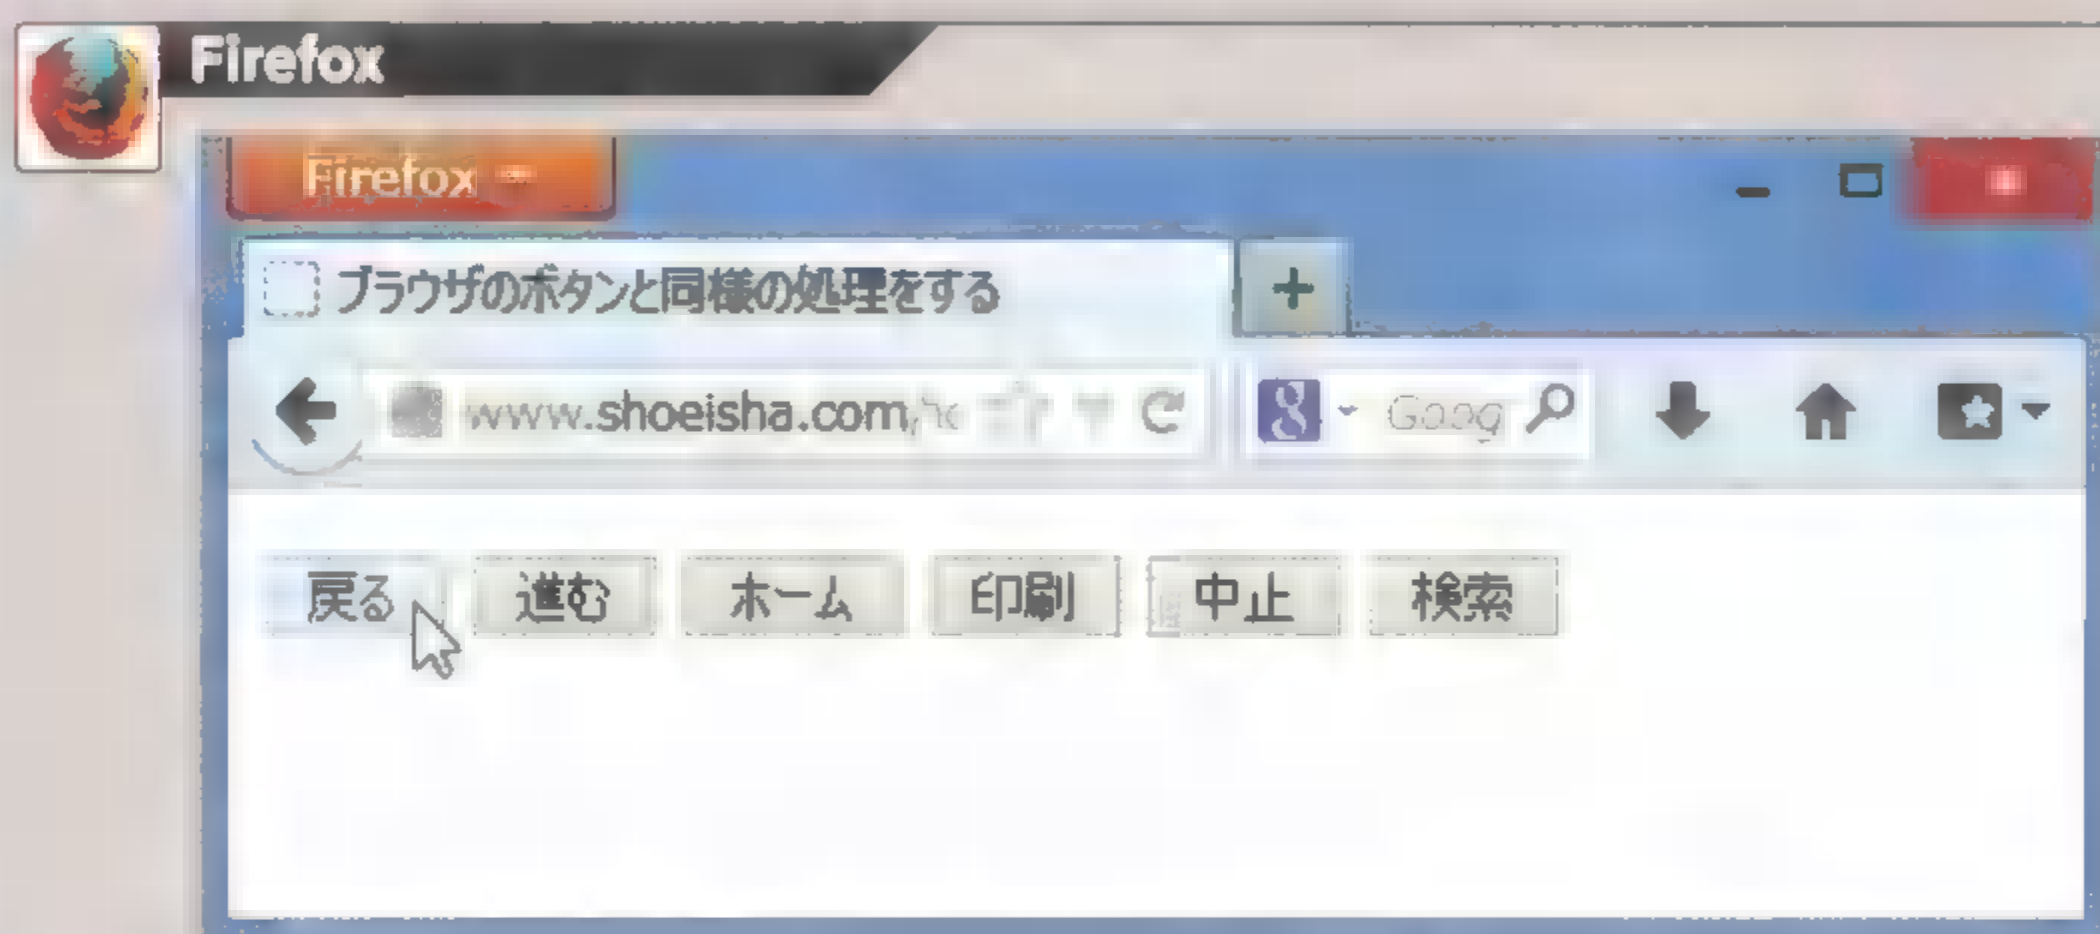 Firefox
Firefox
ブラウザのボタンと同様の処理をする
www.shoeisha.com/
Goog
戻る 進む ホーム 印刷 中止 検索